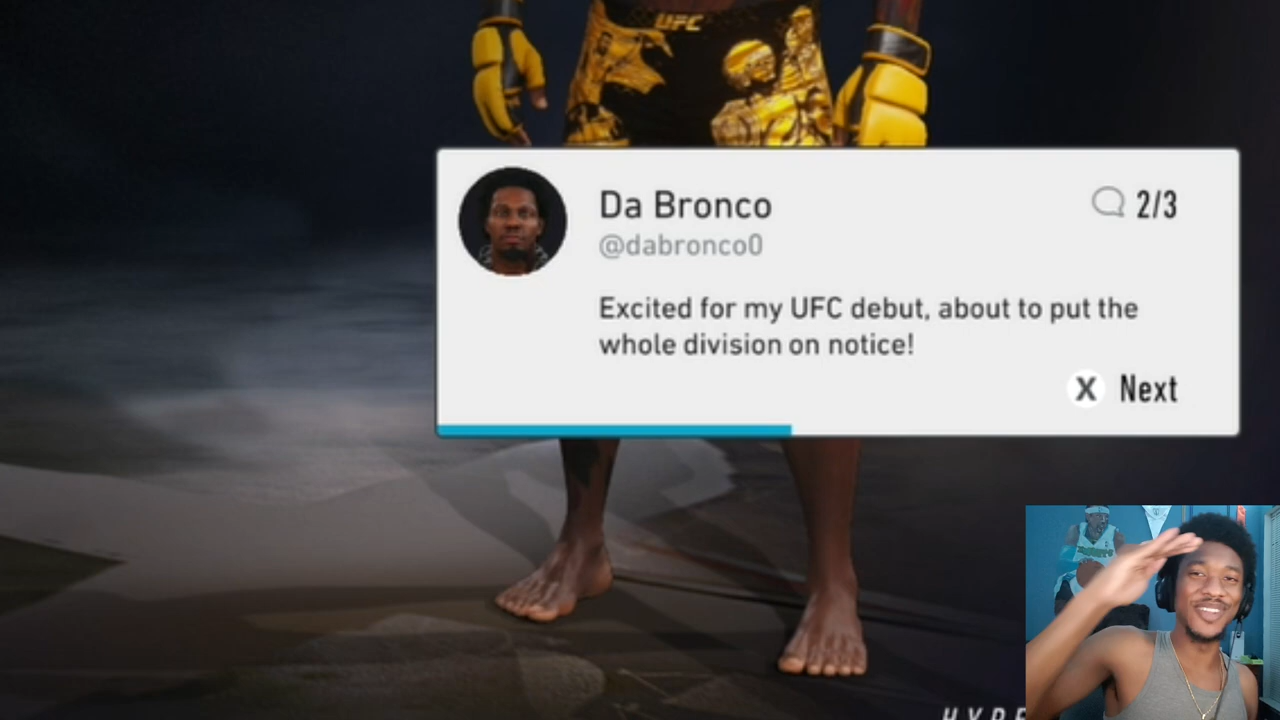 UFC
Da Bronco
2/3
@dabronco0
Excited for my UFC debut, about to put the
whole division on notice!
X Next
HYPE